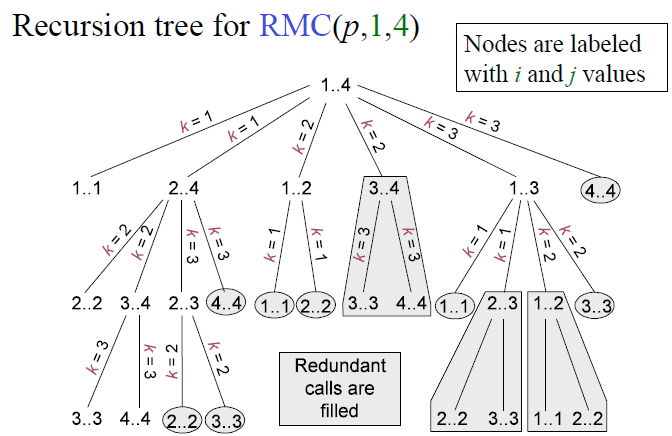 Recursion tree for RMC(p,1,4)
Nodes are labeled
with i and j values
1..4
k = 1
k = 1
k = 2
k = 2
k = 3
k = 3
1..1
2..4
1..2
3..4
1..3
4..4
k = 2
k = 2
k = 3
k = 3
k = 1
k = 1
k = 3
k = 3
k = 1
k = 1
k = 2
k = 2
2..2
3..4
2..3
4..4
1..1
2..2
3..3
4..4
1..1
2..3
1..2
3..3
k = 3
k = 3
k = 2
k = 2
Redundant
calls are
filled
3..3
4..4
2..2
3..3
2..2
3..3
1..1
2..2